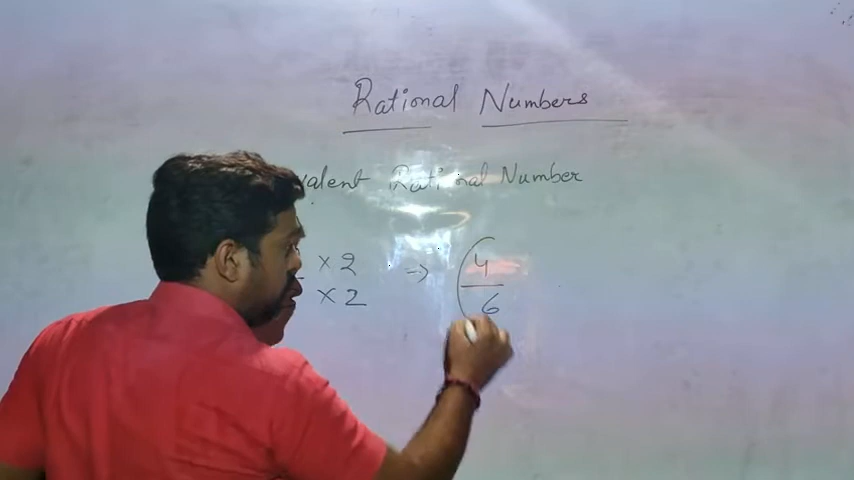 Rational Numbers
valent Rational Number
× 2 → 4
× 2 6